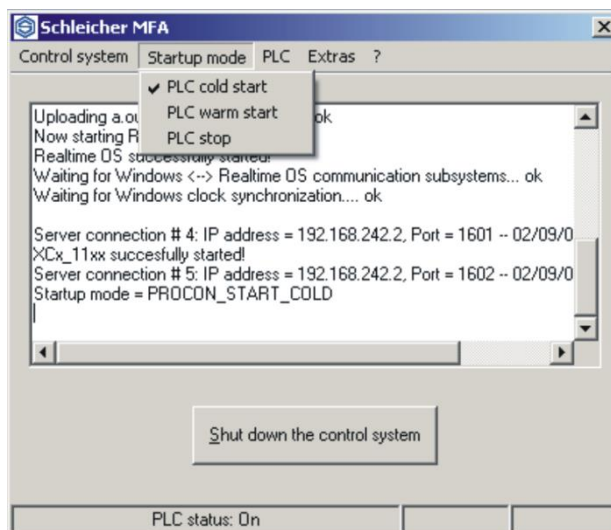 Schleicher MFA
Control system Startup mode PLC Extras ?
PLC cold start
PLC warm start
PLC stop
Uploading a.ou ok
Now starting R
Realtime OS successfully started!
Waiting for Windows <--> Realtime OS communication subsystems... ok
Waiting for Windows clock synchronization.... ok
Server connection # 4: IP address = 192.168.242.2, Port = 1601 -- 02/09/0
XCx_11xx succesfully started!
Server connection # 5: IP address = 192.168.242.2, Port = 1602 -- 02/09/0
Startup mode = PROCON_START_COLD
Shut down the control system
PLC status: On